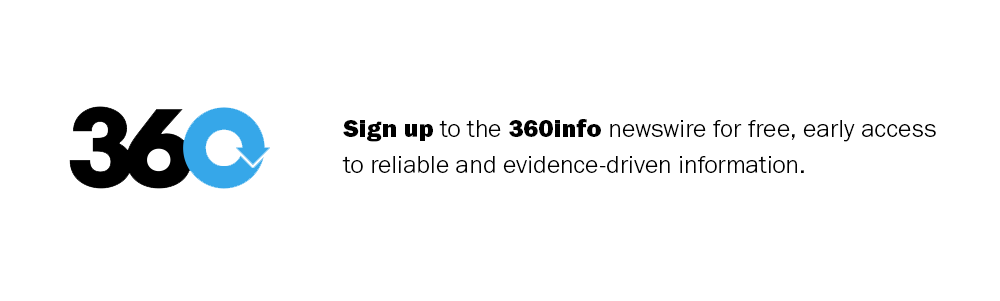 360
Sign up to the 360info newswire for free, early access
to reliable and evidence-driven information.